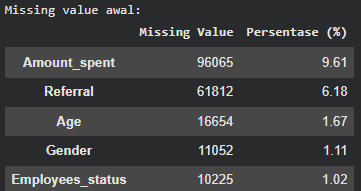 Missing value awal:
Missing Value Persentase (%)
Amount_spent 96065 9.61
Referral 61812 6.18
Age 16654 1.67
Gender 11052 1.11
Employees_status 10225 1.02